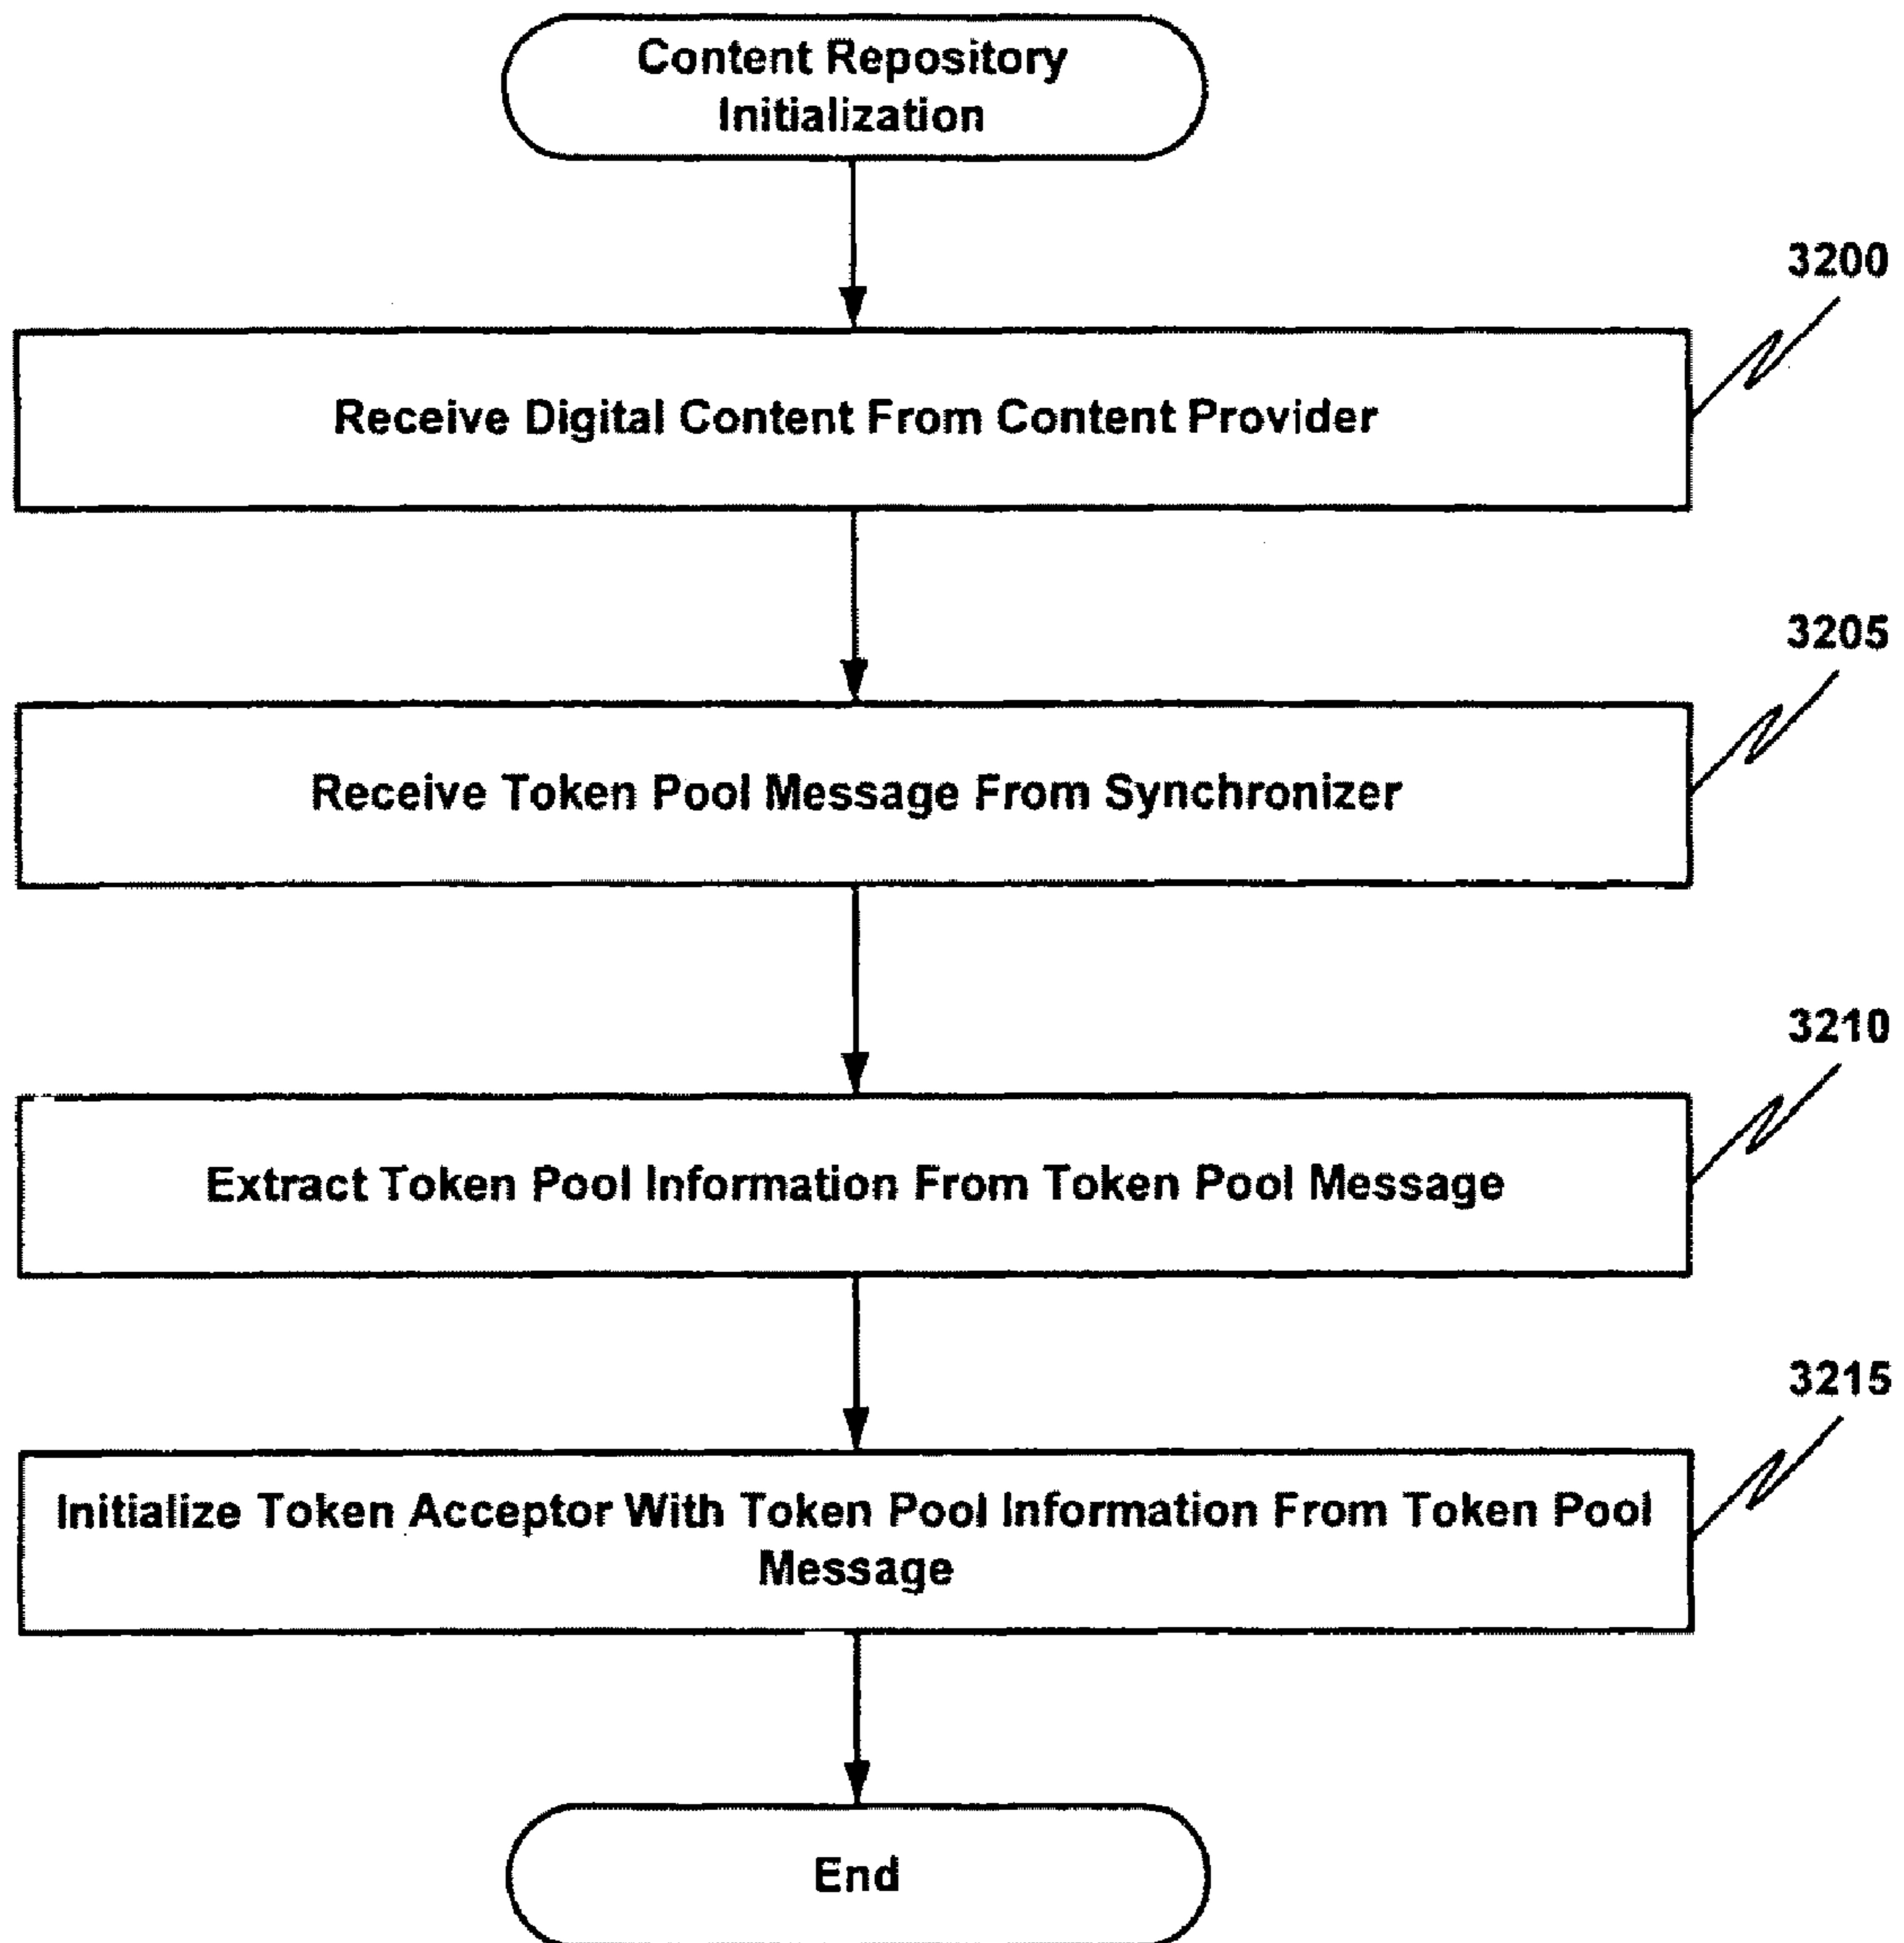 Content Repository
Initialization
3200
Receive Digital Content From Content Provider
3205
Receive Token Pool Message From Synchronizer
3210
Extract Token Pool Information From Token Pool Message
3215
Initialize Token Acceptor With Token Pool Information From Token Pool
Message
End